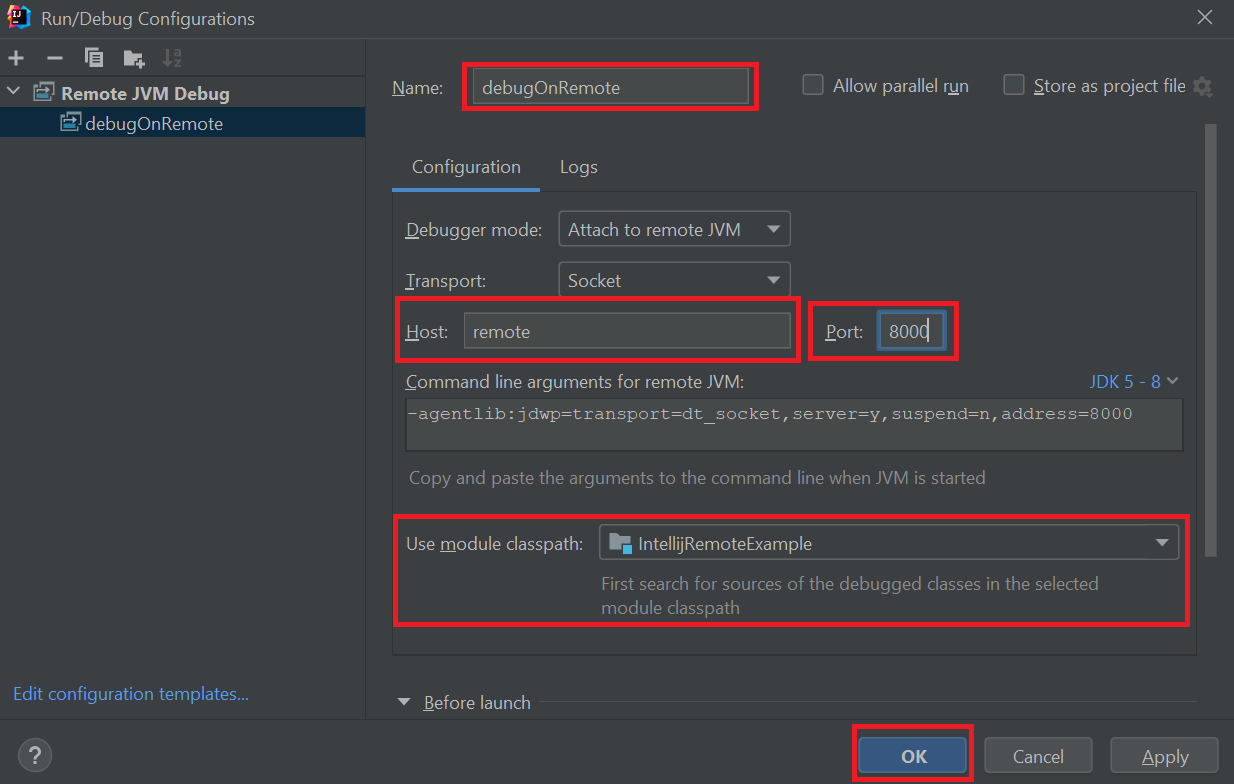 Run/Debug Configurations
Remote JVM Debug
debugOnRemote
Edit configuration templates...
Name: debugOnRemote
Allow parallel run
Store as project file
Configuration Logs
Debugger mode: Attach to remote JVM
Transport: Socket
Host: remote Port: 8000
Command line arguments for remote JVM: JDK 5 - 8
-agentlib:jdwp=transport=dt_socket,server=y,suspend=n,address=8000
Copy and paste the arguments to the command line when JVM is started
Use module classpath: IntellijRemoteExample
First search for sources of the debugged classes in the selected
module classpath
Before launch
?
OK Cancel Apply